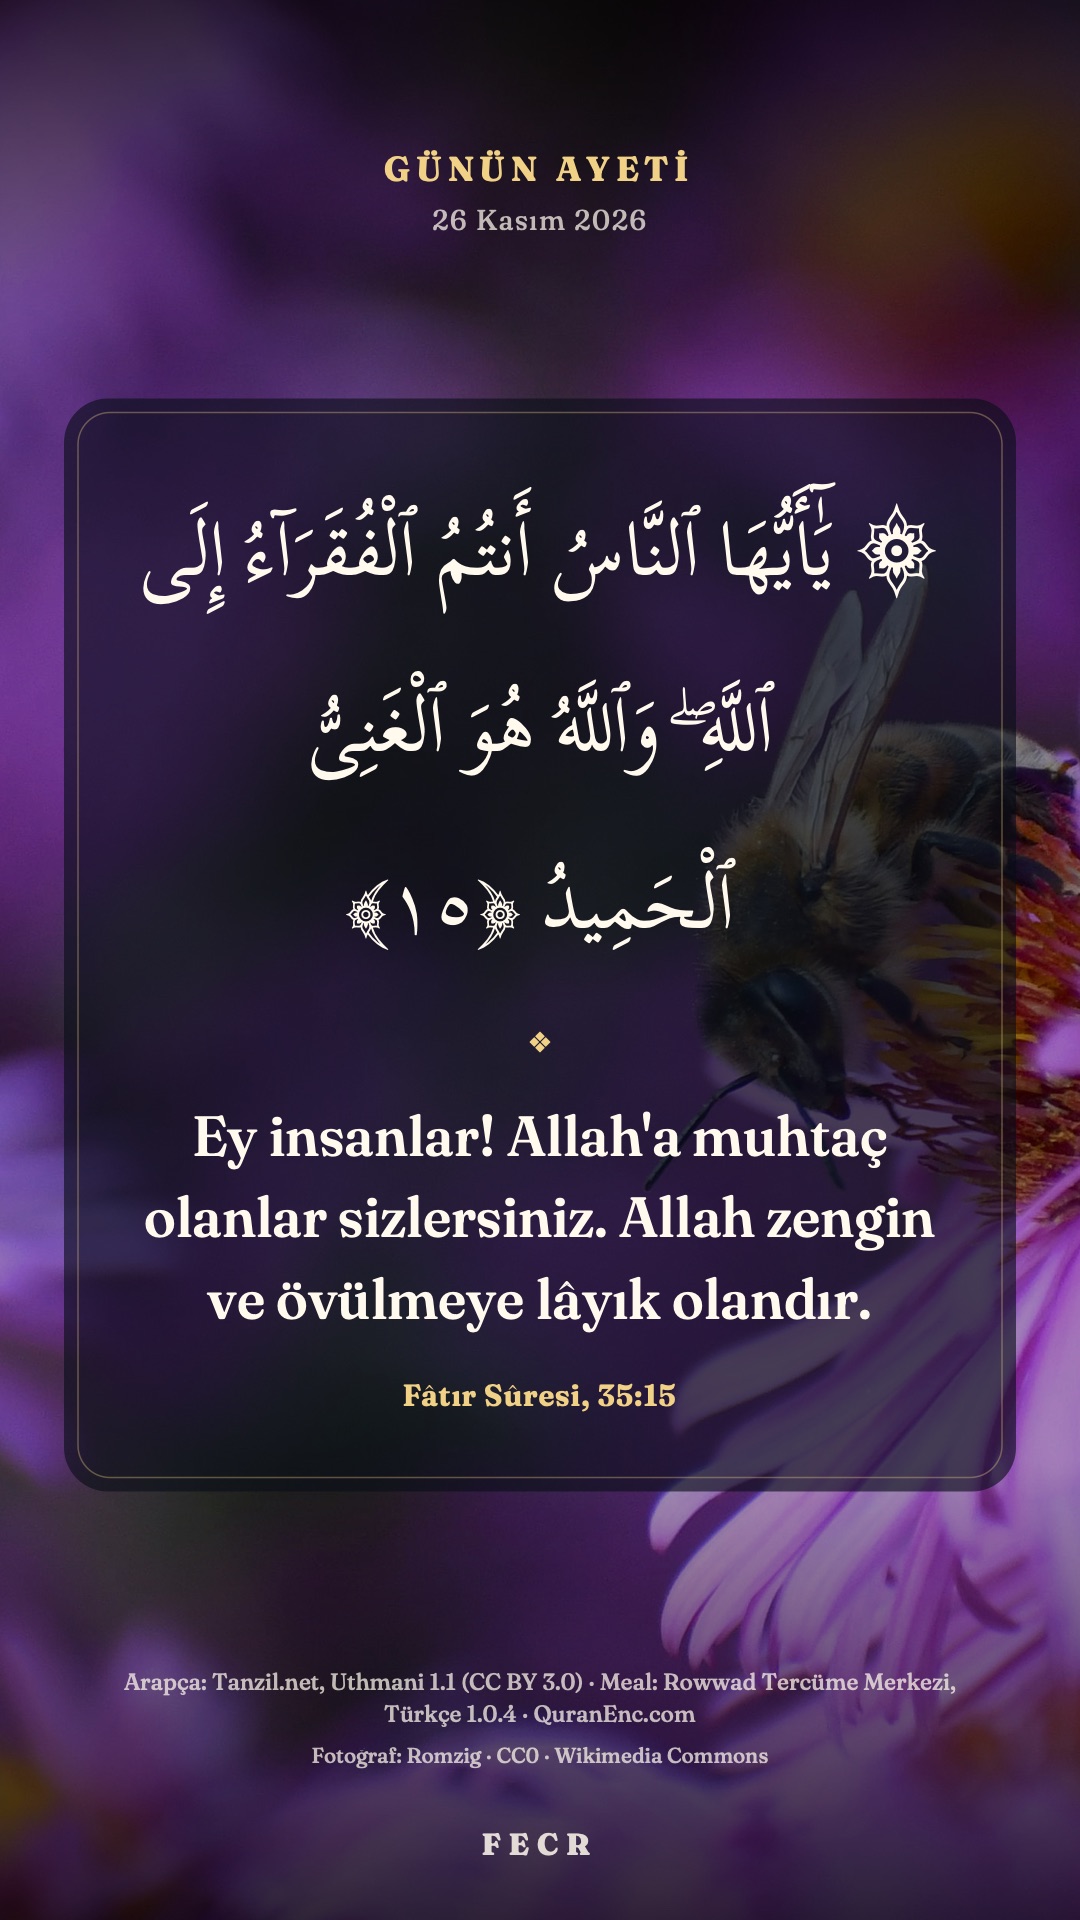 GÜNÜN AYETİ
26 Kasım 2026
۞ يَـٰٓأَيُّهَا ٱلنَّاسُ أَنتُمُ ٱلْفُقَرَآءُ إِلَى
ٱللَّهِ ۖ وَٱللَّهُ هُوَ ٱلْغَنِىُّ
ٱلْحَمِيدُ ﴿١٥﴾
Ey insanlar! Allah'a muhtaç
olanlar sizlersiniz. Allah zengin
ve övülmeye lâyık olandır.
Fâtır Sûresi, 35:15
Arapça: Tanzil.net, Uthmani 1.1 (CC BY 3.0) · Meal: Rowwad Tercüme Merkezi,
Türkçe 1.0.4 · QuranEnc.com
Fotoğraf: Romzig · CC0 · Wikimedia Commons
FECR